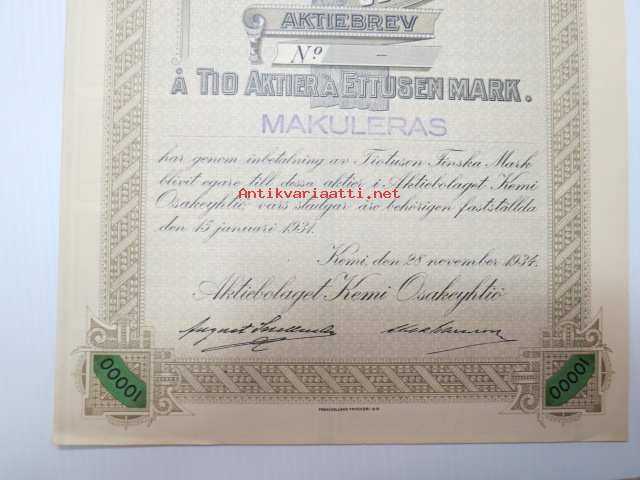 AKTIEBREV
Nº
Å TIO AKTIER À ETTUSEN MARK.
MAKULERAS
har genom inbetalning av Tiotusen Finska Mark
blivit egare till dessa aktier i Aktiebolaget Kemi
Antikvariaatti.net
Osakeyhtiö, vars stadgar äro behörigen fastställda
den 15 januari 1931.
Kemi, den 28 november 1934.
Aktiebolaget Kemi Osakeyhtiö
August
10000
10000